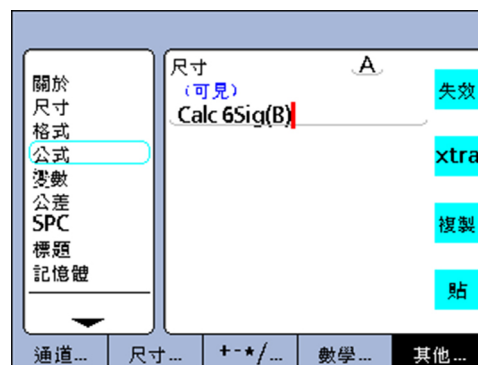 關於
尺寸
格式
公式
變數
公差
SPC
標題
記憶體
尺寸 A
(可見)
Calc 6Sig(B)
失效
xtra
複製
貼
通道...
尺寸...
+-*/...
數學...
其他...